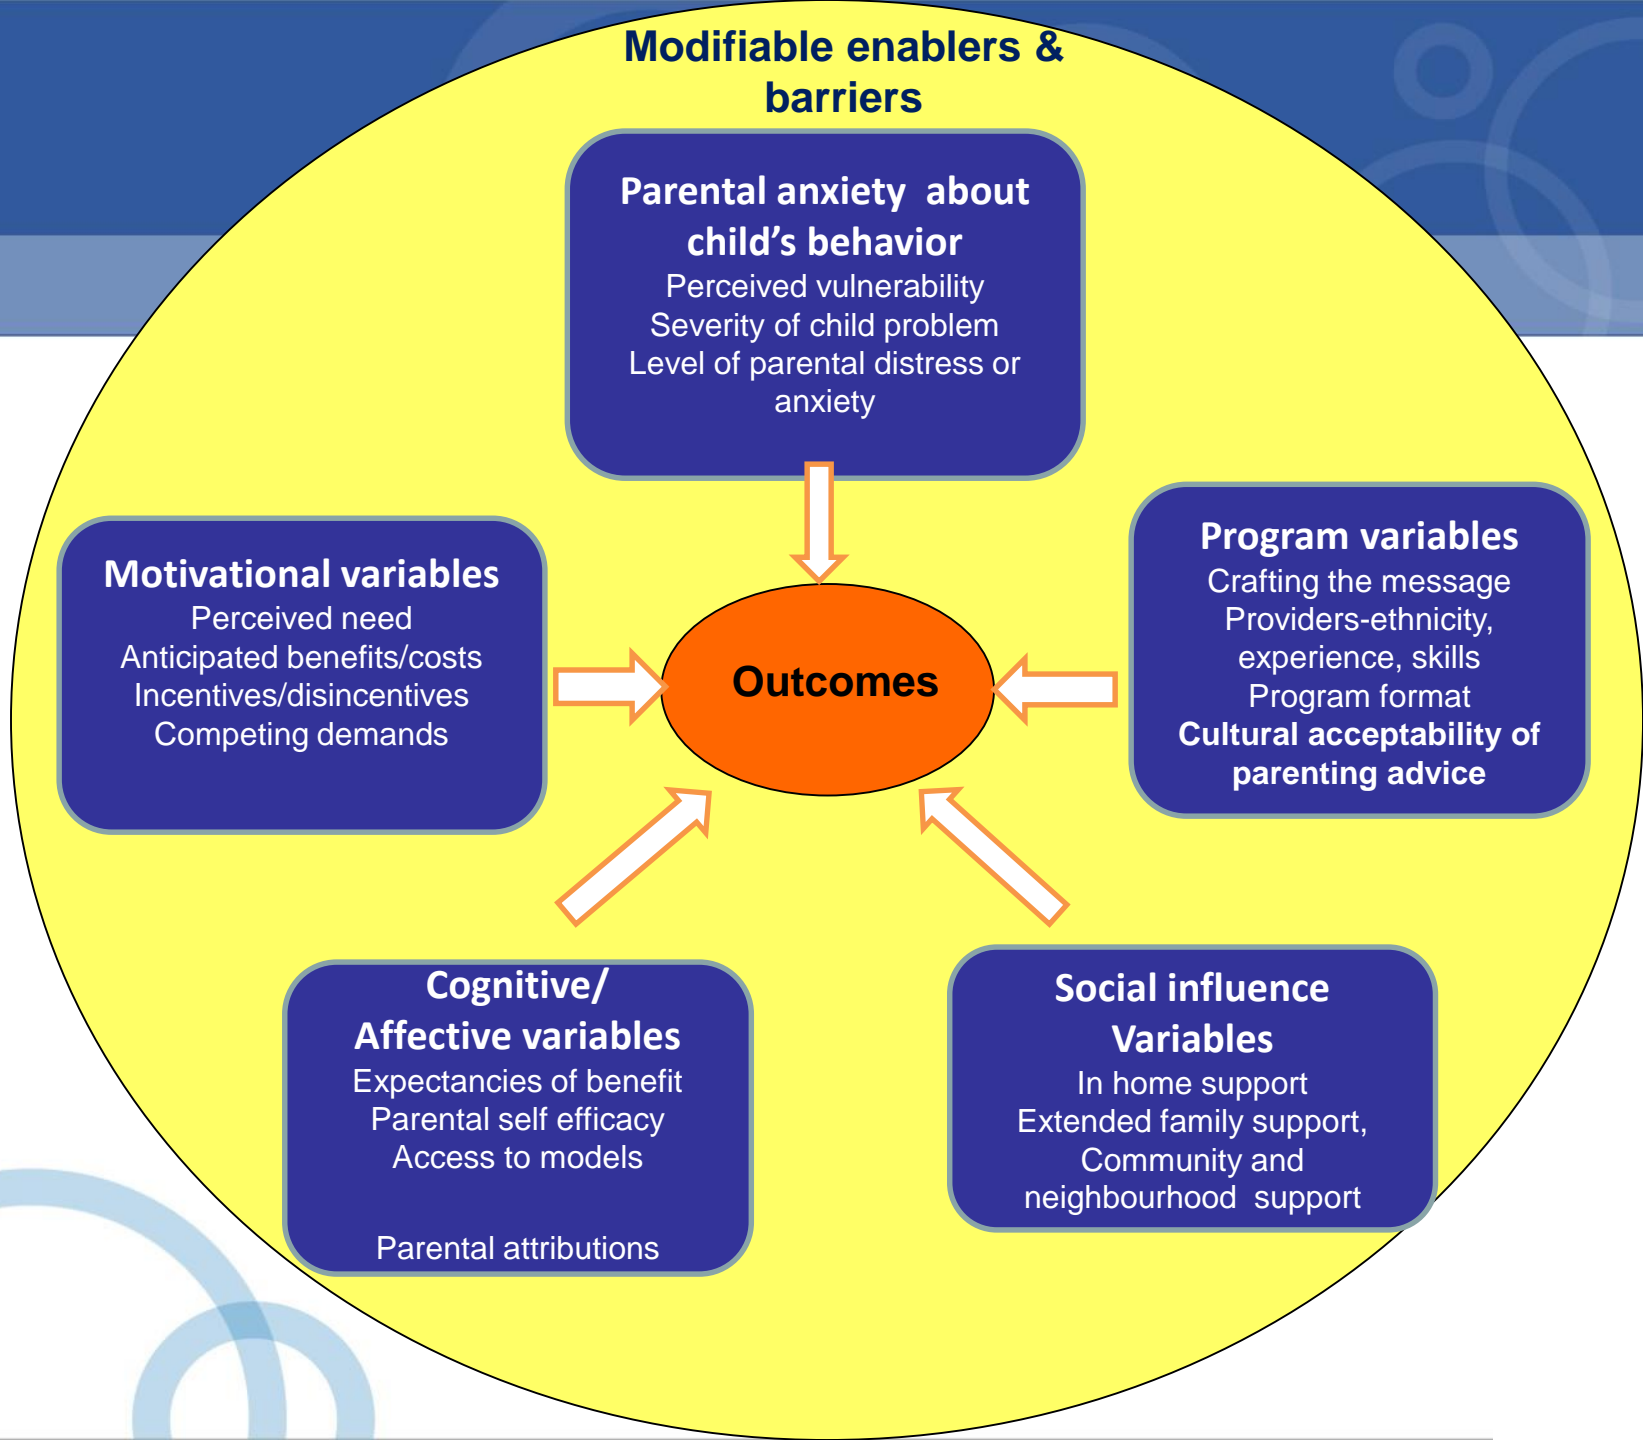 Modifiable enablers &
barriers
Parental anxiety about
child’s behavior
Perceived vulnerability
Severity of child problem
Level of parental distress or
anxiety
Motivational variables
Perceived need
Anticipated benefits/costs
Incentives/disincentives
Competing demands
Outcomes
Program variables
Crafting the message
Providers-ethnicity,
experience, skills
Program format
Cultural acceptability of
parenting advice
Cognitive/
Affective variables
Expectancies of benefit
Parental self efficacy
Access to models
Parental attributions
Social influence
Variables
In home support
Extended family support,
Community and
neighbourhood support